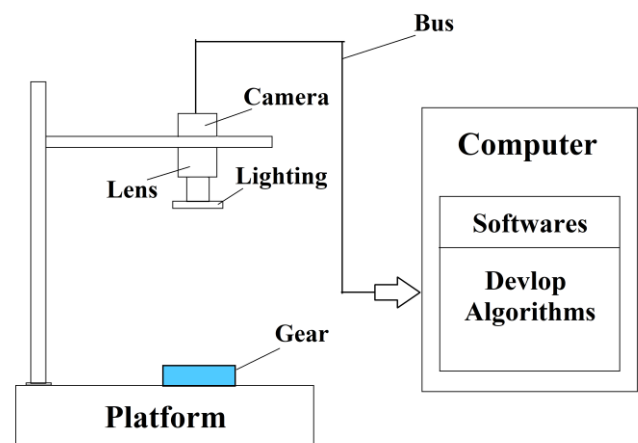 Bus
Camera
Computer
Lens
Lighting
Softwares
Devlop
Algorithms
Gear
Platform